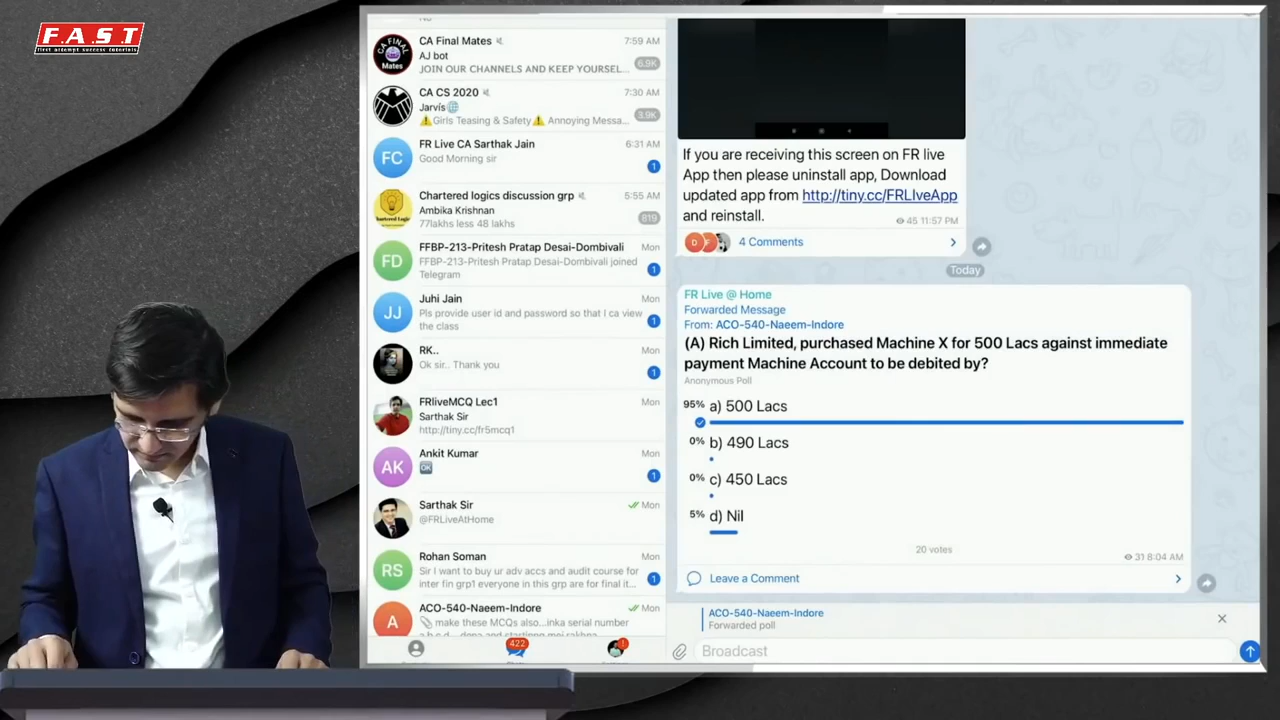 F.A.S.T
first attempt success tutorials
CA Final Mates
7:59 AM
AJ bot
JOIN OUR CHANNELS AND KEEP YOURSEL...
6.9K
CA FINAL
Mates
CA CS 2020
7:30 AM
Jarvis
⚠Girls Teasing & Safety⚠ Annoying Messa...
3.9K
FC
FR Live CA Sarthak Jain
6:31 AM
Good Morning sir
1
Chartered logics discussion grp
5:55 AM
Ambika Krishnan
77lakhs less 48 lakhs
819
FD
FFBP-213-Pritesh Pratap Desai-Dombivali
Mon
FFBP-213-Pritesh Pratap Desai-Dombivali joined
Telegram
1
JJ
Juhi Jain
Mon
Pls provide user id and password so that I ca view
the class
1
RK..
Mon
Ok sir.. Thank you
1
FRliveMCQ Lec1
Mon
Sarthak Sir
http://tiny.cc/fr5mcq1
AK
Ankit Kumar
Mon
OK
1
Sarthak Sir
Mon
@FRLiveAtHome
RS
Rohan Soman
Mon
Sir I want to buy ur adv accs and audit course for
inter fin grp1 everyone in this grp are for final it...
1
A
ACO-540-Naeem-Indore
Mon
make these MCQs also...inka serial number
422
1
If you are receiving this screen on FR live
App then please uninstall app, Download
updated app from http://tiny.cc/FRLIveApp
and reinstall.
45 11:57 PM
D F
4 Comments
Today
FR Live @ Home
Forwarded Message
From: ACO-540-Naeem-Indore
(A) Rich Limited, purchased Machine X for 500 Lacs against immediate
payment Machine Account to be debited by?
Anonymous Poll
95% a) 500 Lacs
0% b) 490 Lacs
0% c) 450 Lacs
5% d) Nil
20 votes
31 8:04 AM
Leave a Comment
ACO-540-Naeem-Indore
Forwarded poll
Broadcast